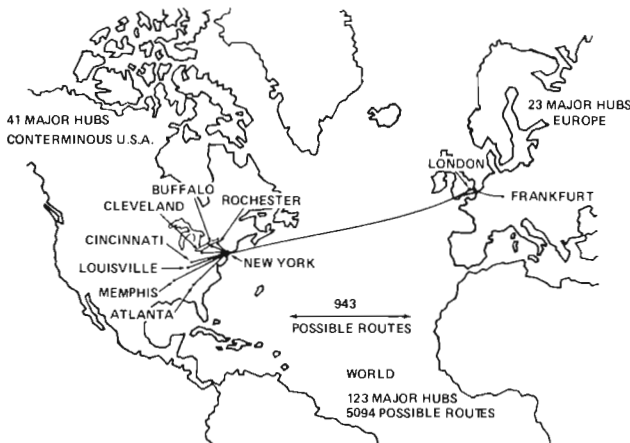 41 MAJOR HUBS
CONTERMINOUS U.S.A.
23 MAJOR HUBS
EUROPE
LONDON
FRANKFURT
BUFFALO
ROCHESTER
CLEVELAND
CINCINNATI
NEW YORK
LOUISVILLE
MEMPHIS
ATLANTA
943
POSSIBLE ROUTES
WORLD
123 MAJOR HUBS
5094 POSSIBLE ROUTES